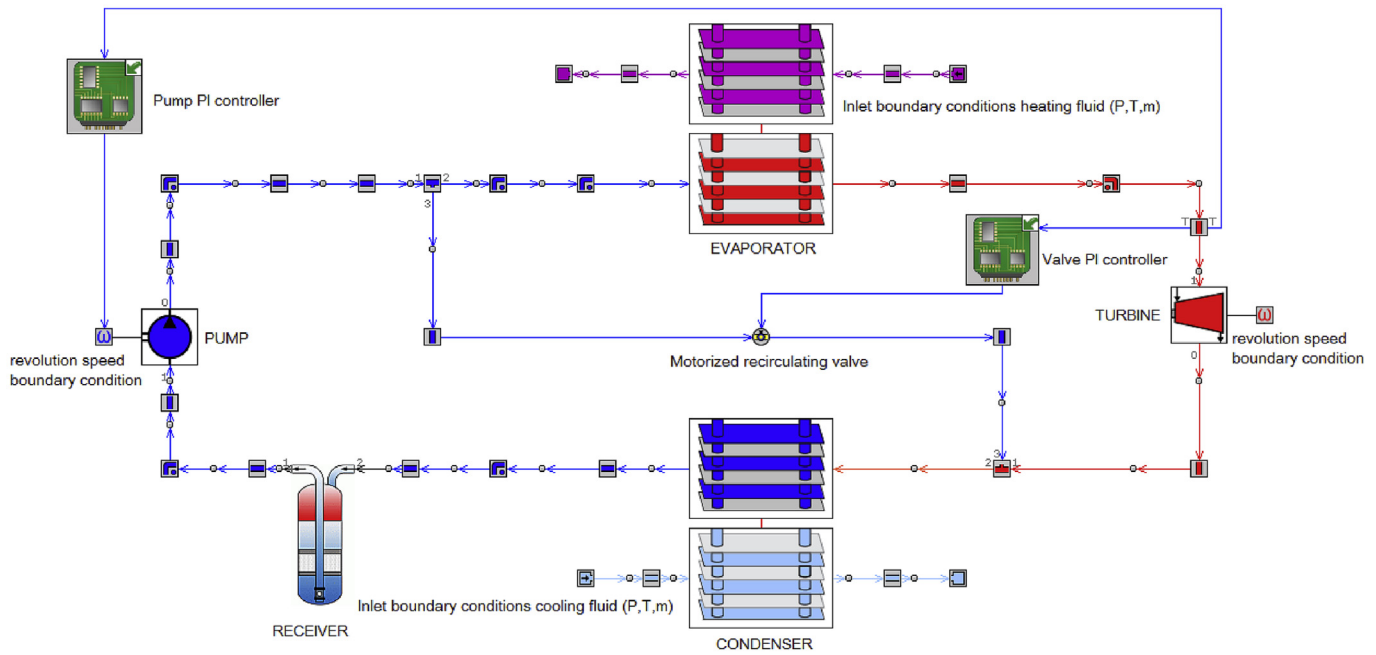 Pump PI controller
Inlet boundary conditions heating fluid (P,T,m)
1
2
3
EVAPORATOR
T
T
Valve PI controller
1
TURBINE
ω
0
revolution speed
boundary condition
0
PUMP
ω
1
revolution speed
boundary condition
Motorized recirculating valve
1
2
3
2
1
RECEIVER
Inlet boundary conditions cooling fluid (P,T,m)
CONDENSER